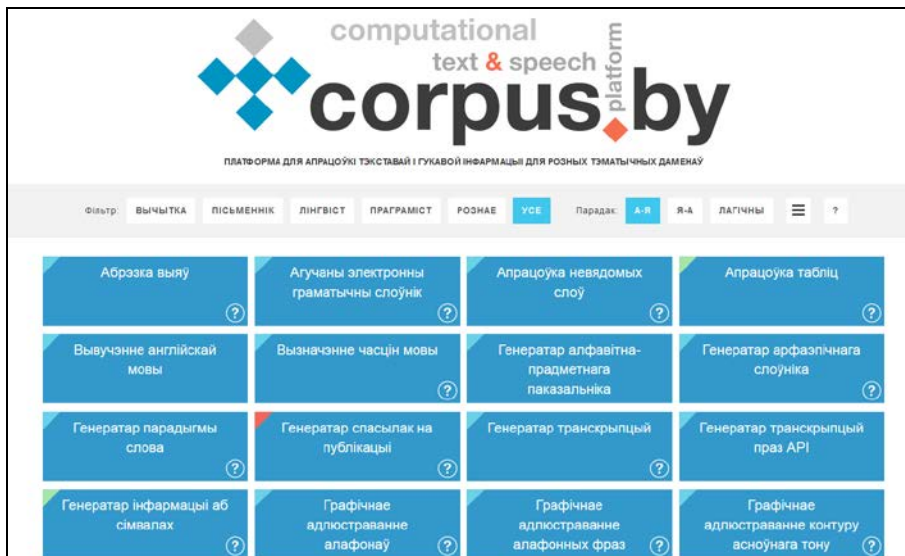 computational
text & speech
platform
corpus.by
ПЛАТФОРМА ДЛЯ АПРАЦОЎКІ ТЭКСТАВАЙ І ГУКАВОЙ ІНФАРМАЦЫІ ДЛЯ РОЗНЫХ ТЭМАТЫЧНЫХ ДАМЕНАЎ
Фільтр: ВЫЧЫТКА ПІСЬМЕННІК ЛІНГВІСТ ПРАГРАМІСТ РОЗНАЕ УСЕ Парадак: А-Я Я-А ЛАГІЧНЫ ?
Абрэзка выяў
?
Агучаны электронны
граматычны слоўнік
?
Апрацоўка невядомых
слоў
?
Апрацоўка табліц
?
Вывучэнне англійскай
мовы
Вызначэнне часцін мовы
?
Генератар алфавітна-
прадметнага
паказальніка
Генератар арфаэпічнага
слоўніка
?
Генератар парадыгмы
слова
?
Генератар спасылак на
публікацыі
?
Генератар транскрыпцый
?
Генератар транскрыпцый
праз API
Генератар інфармацыі аб
сімвалах
?
Графічнае
адлюстраванне
алафонаў
?
Графічнае
адлюстраванне
алафонных фраз
?
Графічнае
адлюстраванне контуру
асноўнага тону
?